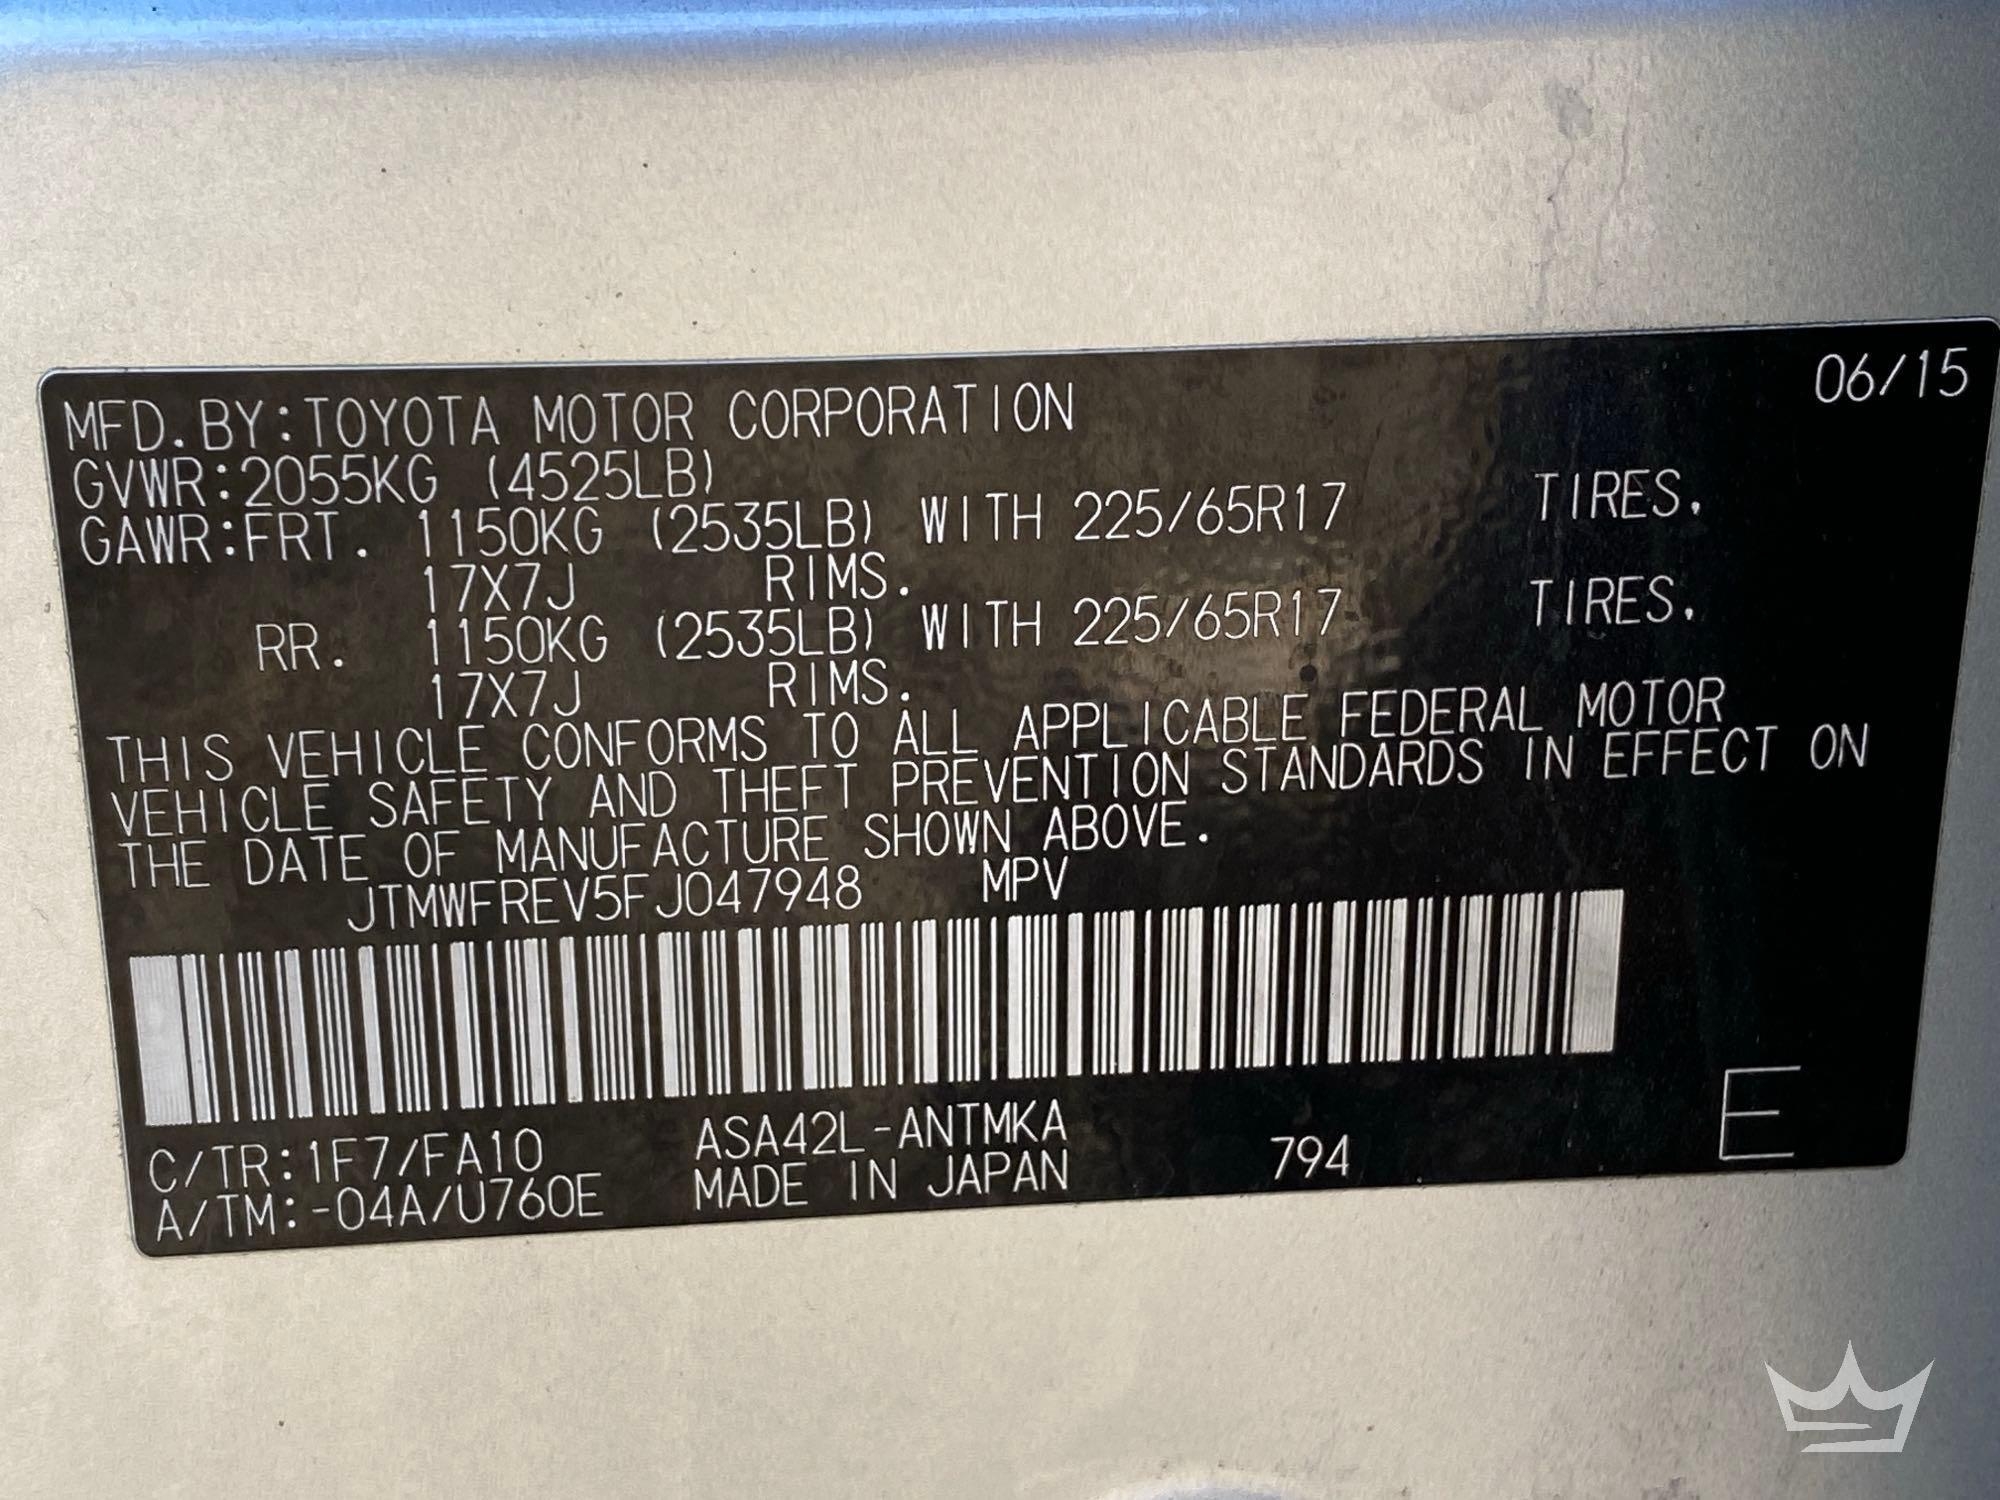 06/15
MFD.BY:TOYOTA MOTOR CORPORATION
GVWR:2055KG (4525LB)
GAWR:FRT. 1150KG (2535LB) WITH 225/65R17 TIRES,
17X7J RIMS.
RR. 1150KG (2535LB) WITH 225/65R17 TIRES,
17X7J RIMS.
THIS VEHICLE CONFORMS TO ALL APPLICABLE FEDERAL MOTOR
VEHICLE SAFETY AND THEFT PREVENTION STANDARDS IN EFFECT ON
THE DATE OF MANUFACTURE SHOWN ABOVE.
JTMWFREV5FJ047948 MPV
C/TR:1F7/FA10 ASA42L-ANTMKA 794 E
A/TM:-04A/U760E MADE IN JAPAN